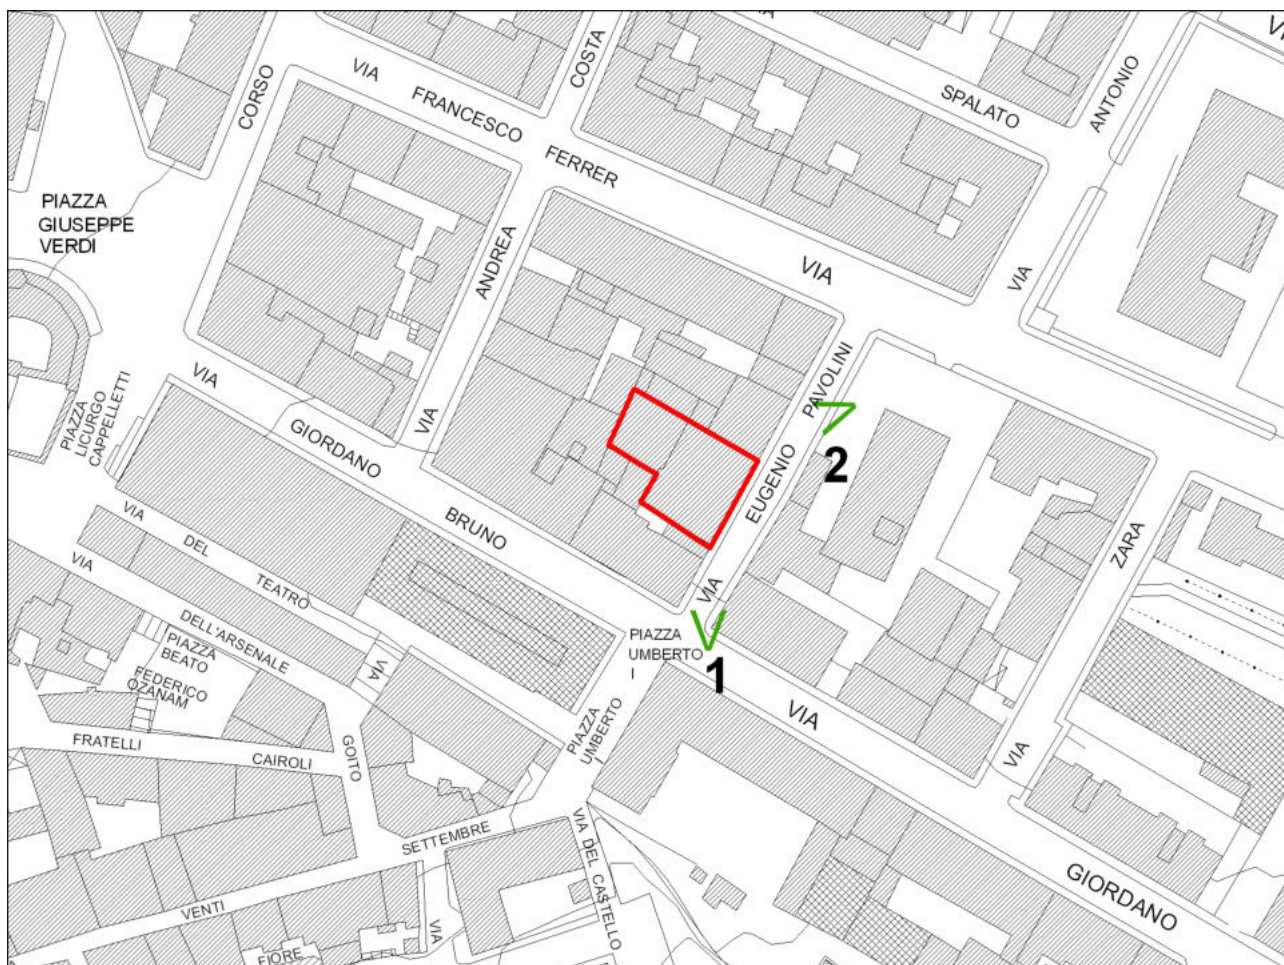 VIA
FRANCESCO
FERRER
VIA
CORSO
COSTA
SPALATO
ANTONIO
VIA
PIAZZA
GIUSEPPE
VERDI
ANDREA
VIA
PAVOLINI
EUGENIO
VIA
2
1
PIAZZA
LICURGO
CAPPELLETTI
VIA
GIORDANO
BRUNO
VIA
GIORDANO
ZARA
VIA
VIA
DEL
TEATRO
VIA
DELL'ARSENALE
PIAZZA
BEATO
FEDERICO
OZANAM
VIA
GOITO
PIAZZA
UMBERTO
I
PIAZZA
UMBERTO
I
FRATELLI
CAIROLI
VENTI
SETTEMBRE
VIA DEL CASTELLO
VIA
FIORE